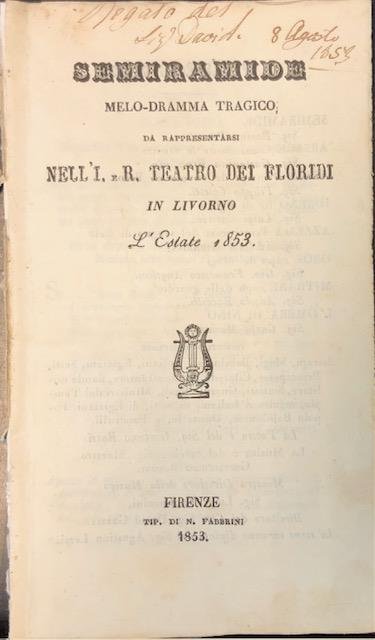 Regato del
Sig. David. 8 Agosto
1853
SEMIRAMIDE
MELO-DRAMMA TRAGICO,
DA RAPPRESENTARSI
NELL'I. E R. TEATRO DEI FLORIDI
IN LIVORNO
L'Estate 1853.
FIRENZE
TIP. DI N. FABBRINI
1853.